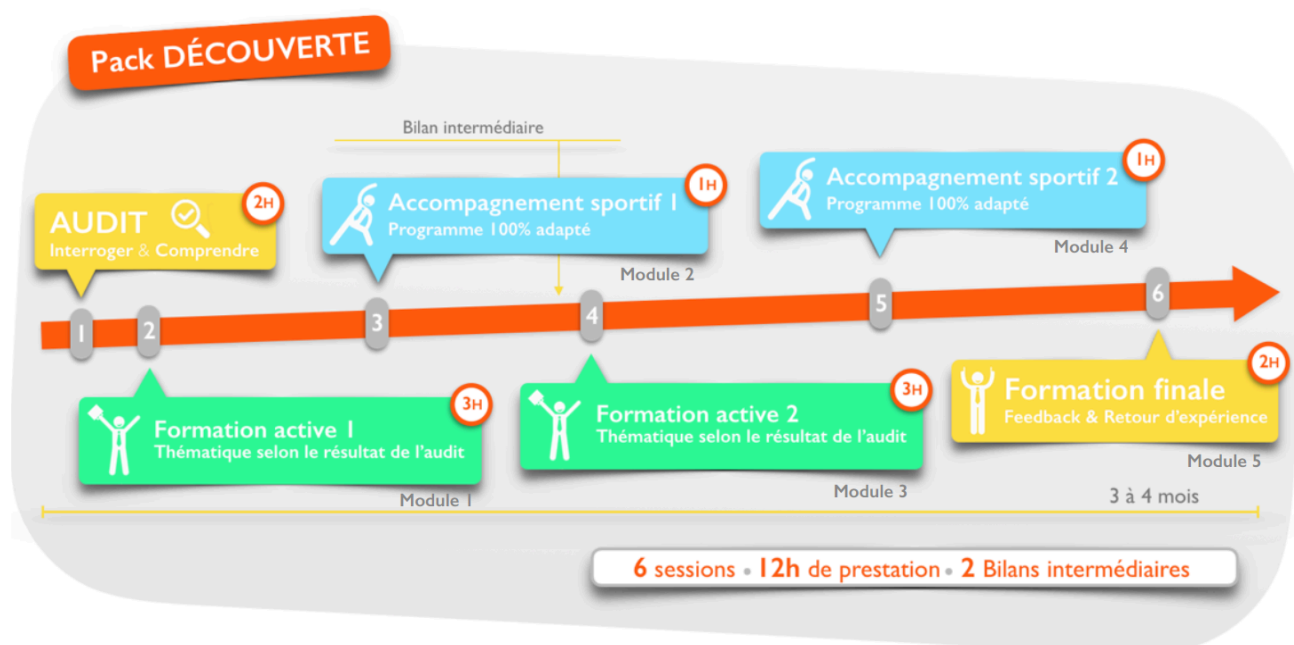 Pack DÉCOUVERTE
Bilan intermédiaire
AUDIT
Interroger & Comprendre
2H
Accompagnement sportif 1
Programme 100% adapté
1H
Module 2
Accompagnement sportif 2
Programme 100% adapté
1H
Module 4
1
2
3
4
5
6
Formation active 1
Thématique selon le résultat de l'audit
3H
Module 1
Formation active 2
Thématique selon le résultat de l'audit
3H
Module 3
Formation finale
Feedback & Retour d'expérience
2H
Module 5
3 à 4 mois
6 sessions • 12h de prestation • 2 Bilans intermédiaires